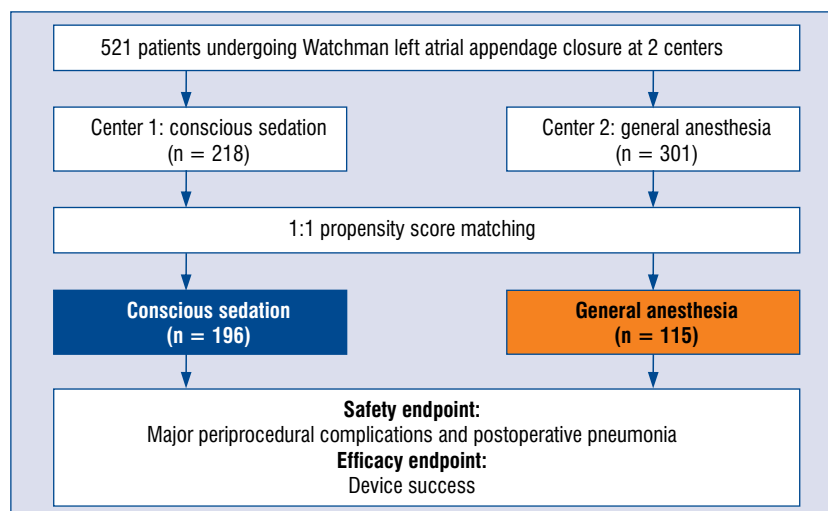 521 patients undergoing Watchman left atrial appendage closure at 2 centers
Center 1: conscious sedation
(n = 218)
Center 2: general anesthesia
(n = 301)
1:1 propensity score matching
Conscious sedation
(n = 196)
General anesthesia
(n = 115)
Safety endpoint:
Major periprocedural complications and postoperative pneumonia
Efficacy endpoint:
Device success